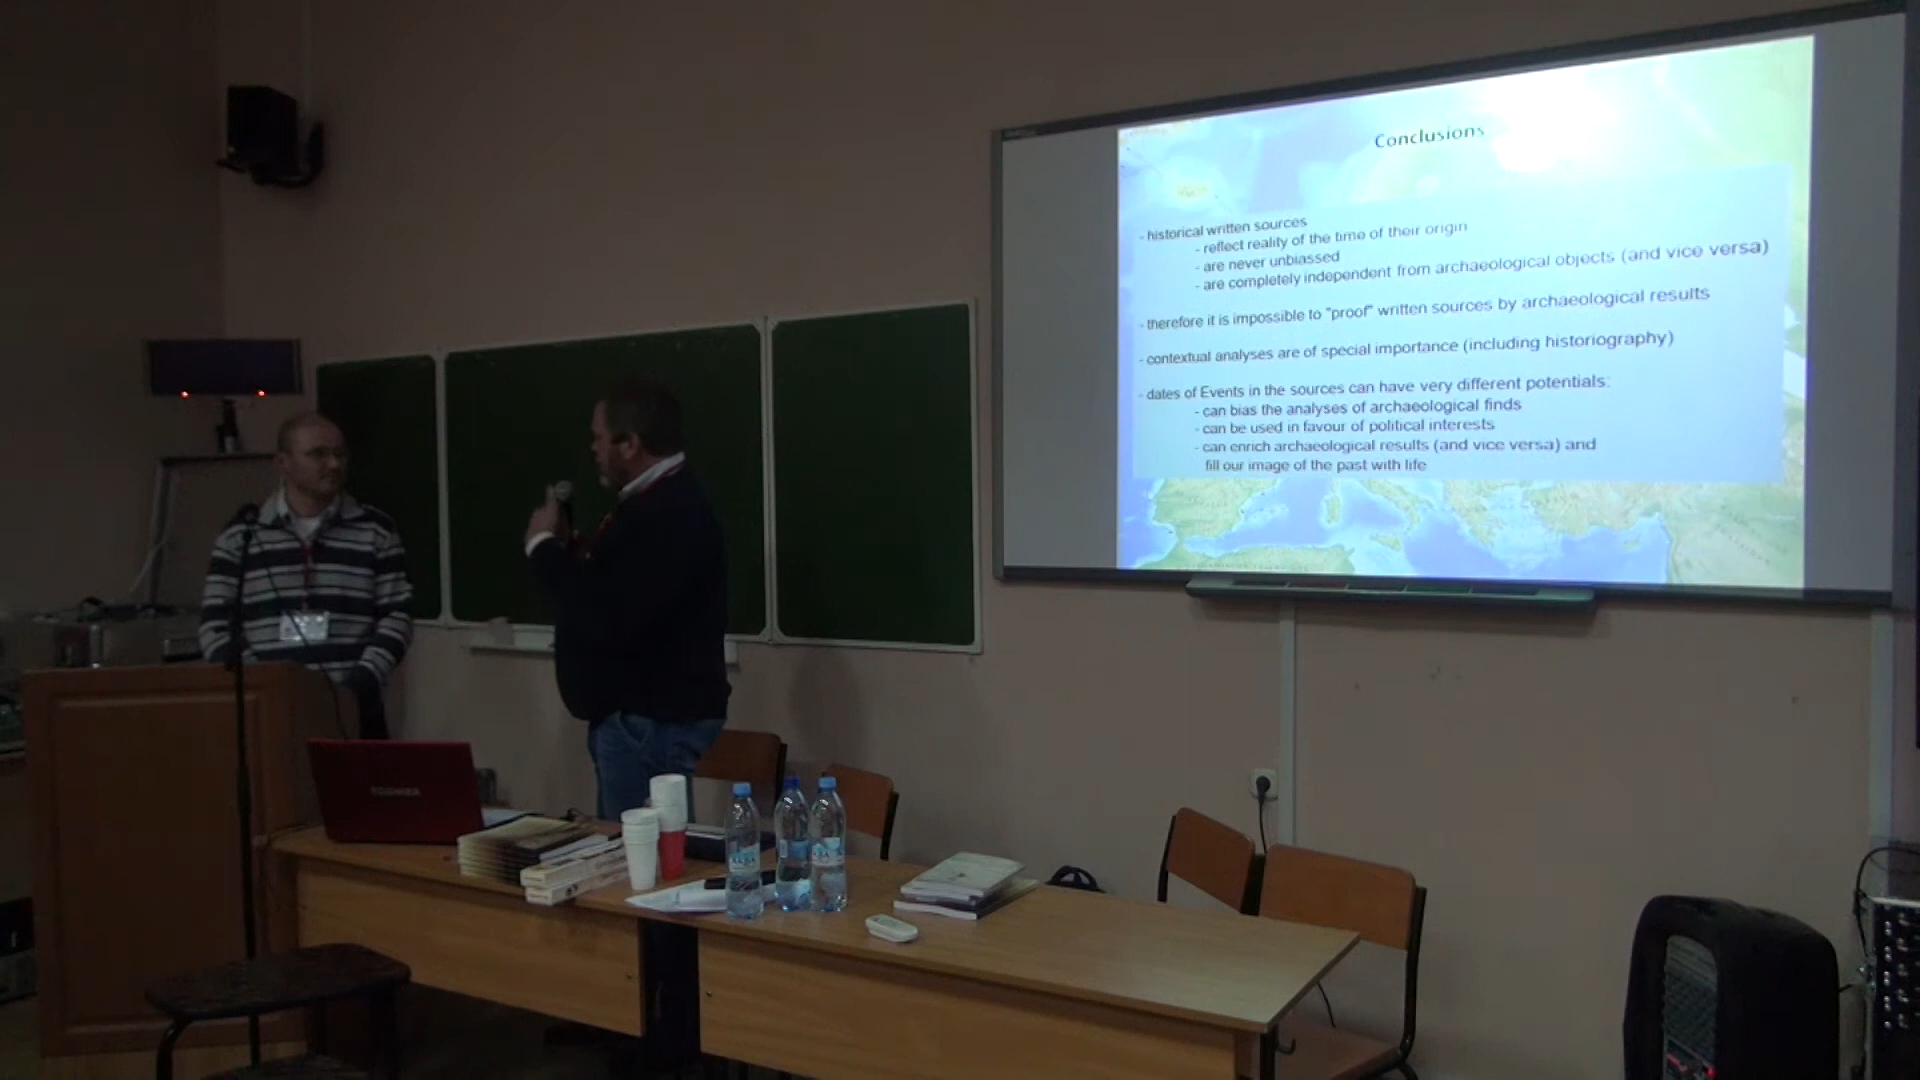 Conclusions
- historical written sources
- reflect reality of the time of their origin
- are never unbiassed
- are completely independent from archaeological objects (and vice versa)
- therefore it is impossible to "proof" written sources by archaeological results
- contextual analyses are of special importance (including historiography)
- dates of Events in the sources can have very different potentials:
- can bias the analyses of archaeological finds
- can be used in favour of political interests
- can enrich archaeological results (and vice versa) and
fill our image of the past with life
TOSHIBA